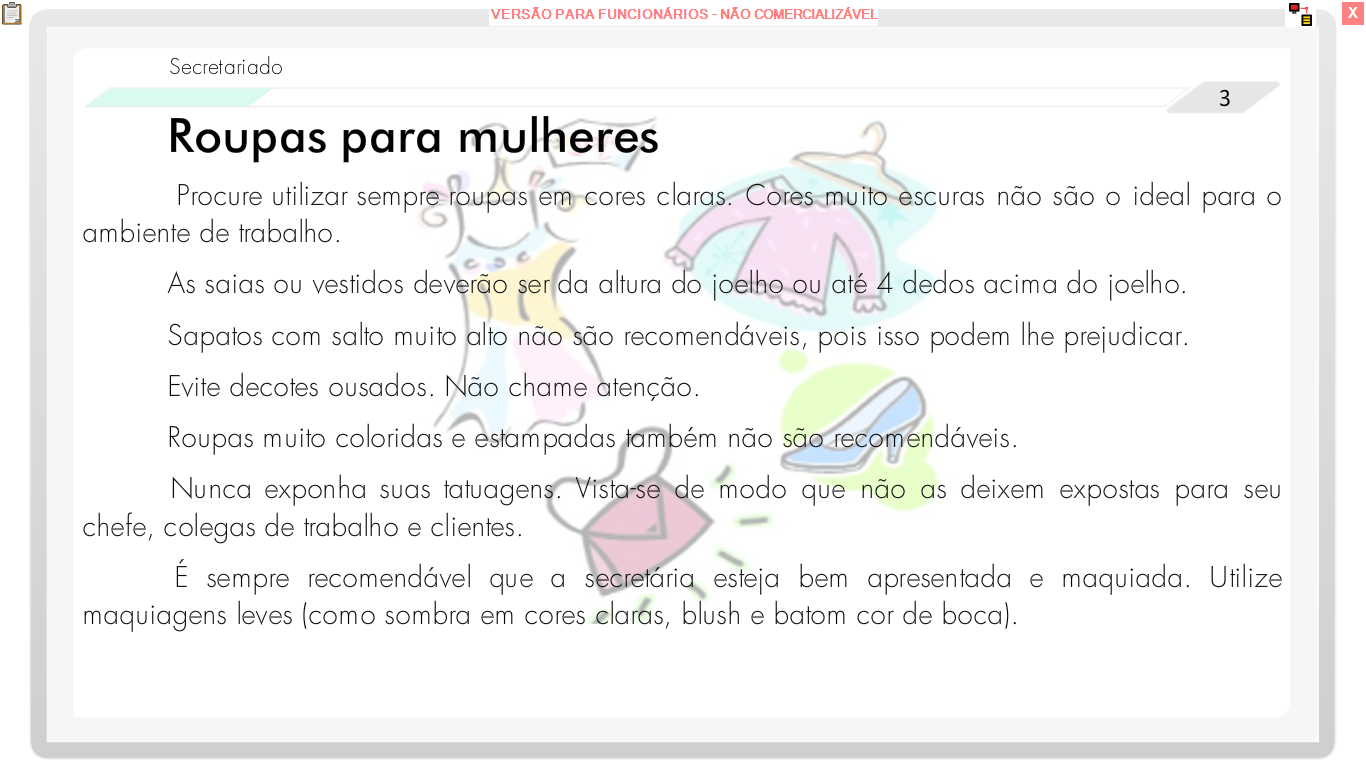 VERSÃO PARA FUNCIONÁRIOS - NÃO COMERCIALIZÁVEL
X
Secretariado
3
Roupas para mulheres
Procure utilizar sempre roupas em cores claras. Cores muito escuras não são o ideal para o
ambiente de trabalho.
As saias ou vestidos deverão ser da altura do joelho ou até 4 dedos acima do joelho.
Sapatos com salto muito alto não são recomendáveis, pois isso podem lhe prejudicar.
Evite decotes ousados. Não chame atenção.
Roupas muito coloridas e estampadas também não são recomendáveis.
Nunca exponha suas tatuagens. Vista-se de modo que não as deixem expostas para seu
chefe, colegas de trabalho e clientes.
É sempre recomendável que a secretária esteja bem apresentada e maquiada. Utilize
maquiagens leves (como sombra em cores claras, blush e batom cor de boca).